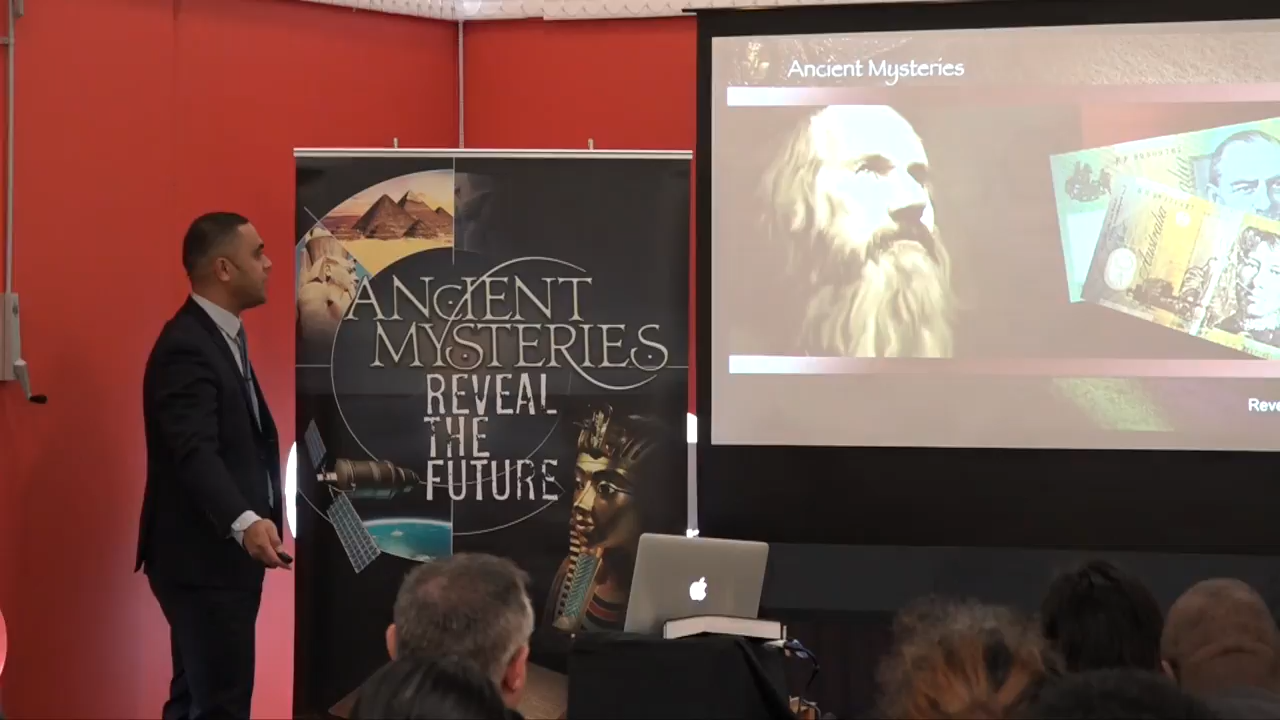 Ancient Mysteries
Australia
Reve
ANCIENT
MYSTERIES
REVEAL
THE
FUTURE